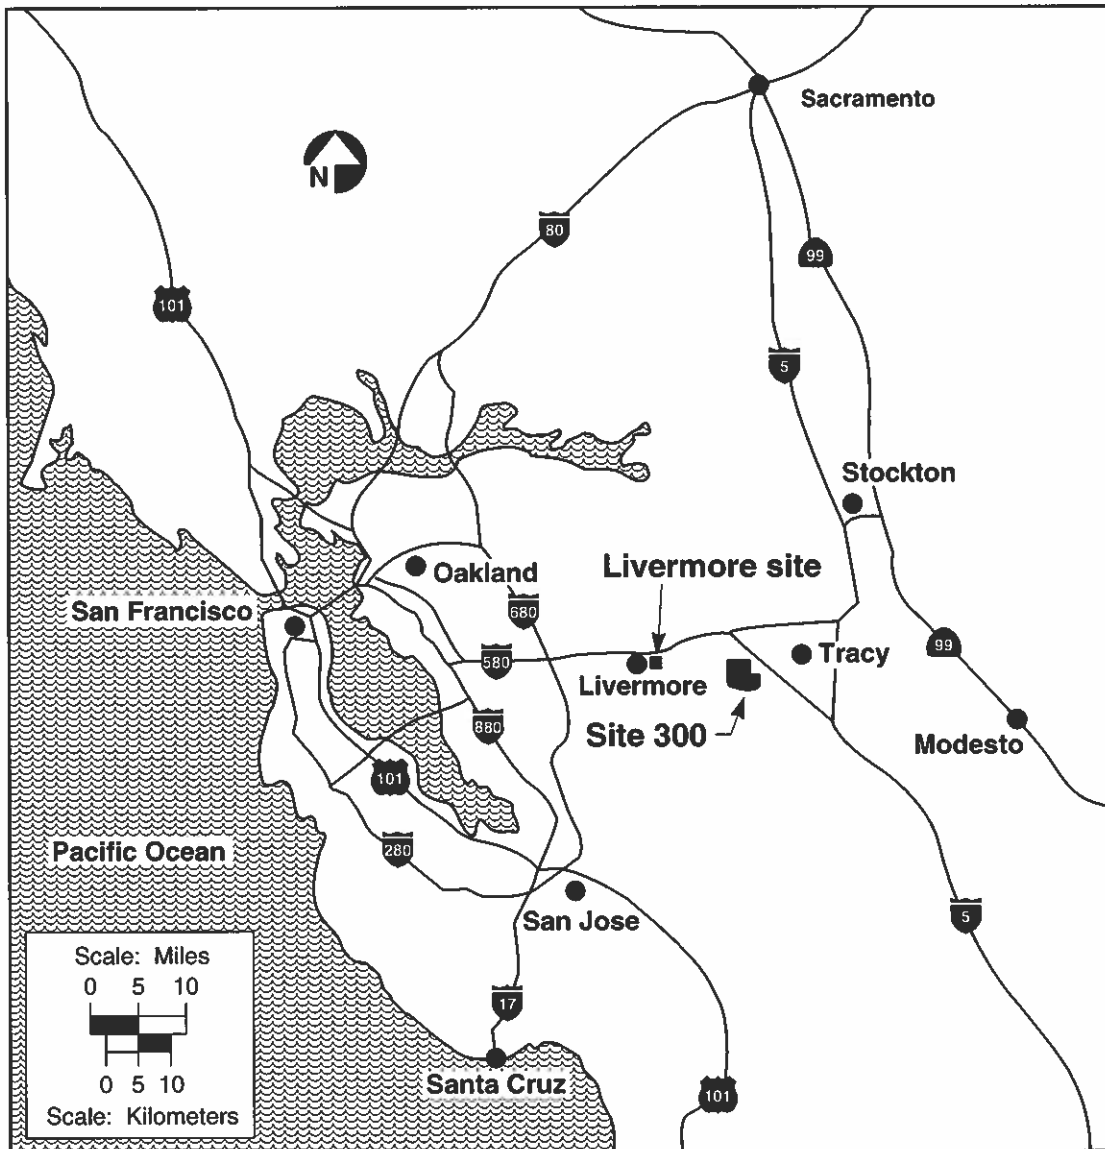 Sacramento
N
80
99
101
5
Stockton
Oakland
Livermore site
San Francisco
680
580
Tracy
99
Livermore
880
Site 300
Modesto
101
280
Pacific Ocean
San Jose
5
Scale: Miles
0 5 10
0 5 10
Scale: Kilometers
17
Santa Cruz
101